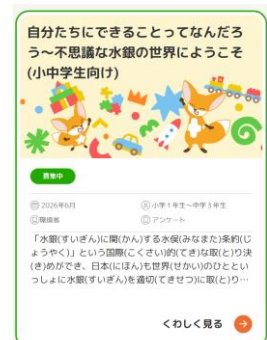 自分たちにできることってなんだろ
う～不思議な水銀の世界にようこそ
(小中学生向け)
募集中
2026年6月
小学1年生~中学3年生
環境省
アンケート
「水銀(すいぎん)に関(かん)する水俣(みなまた)条約(じ
ょうやく)」という国際(こくさい)的(てき)な取(と)り決
(き)めができ、日本(にほん)も世界(せかい)のひととい
っしょに水銀(すいぎん)を適切(てきせつ)に取(と)り…
くわしく見る